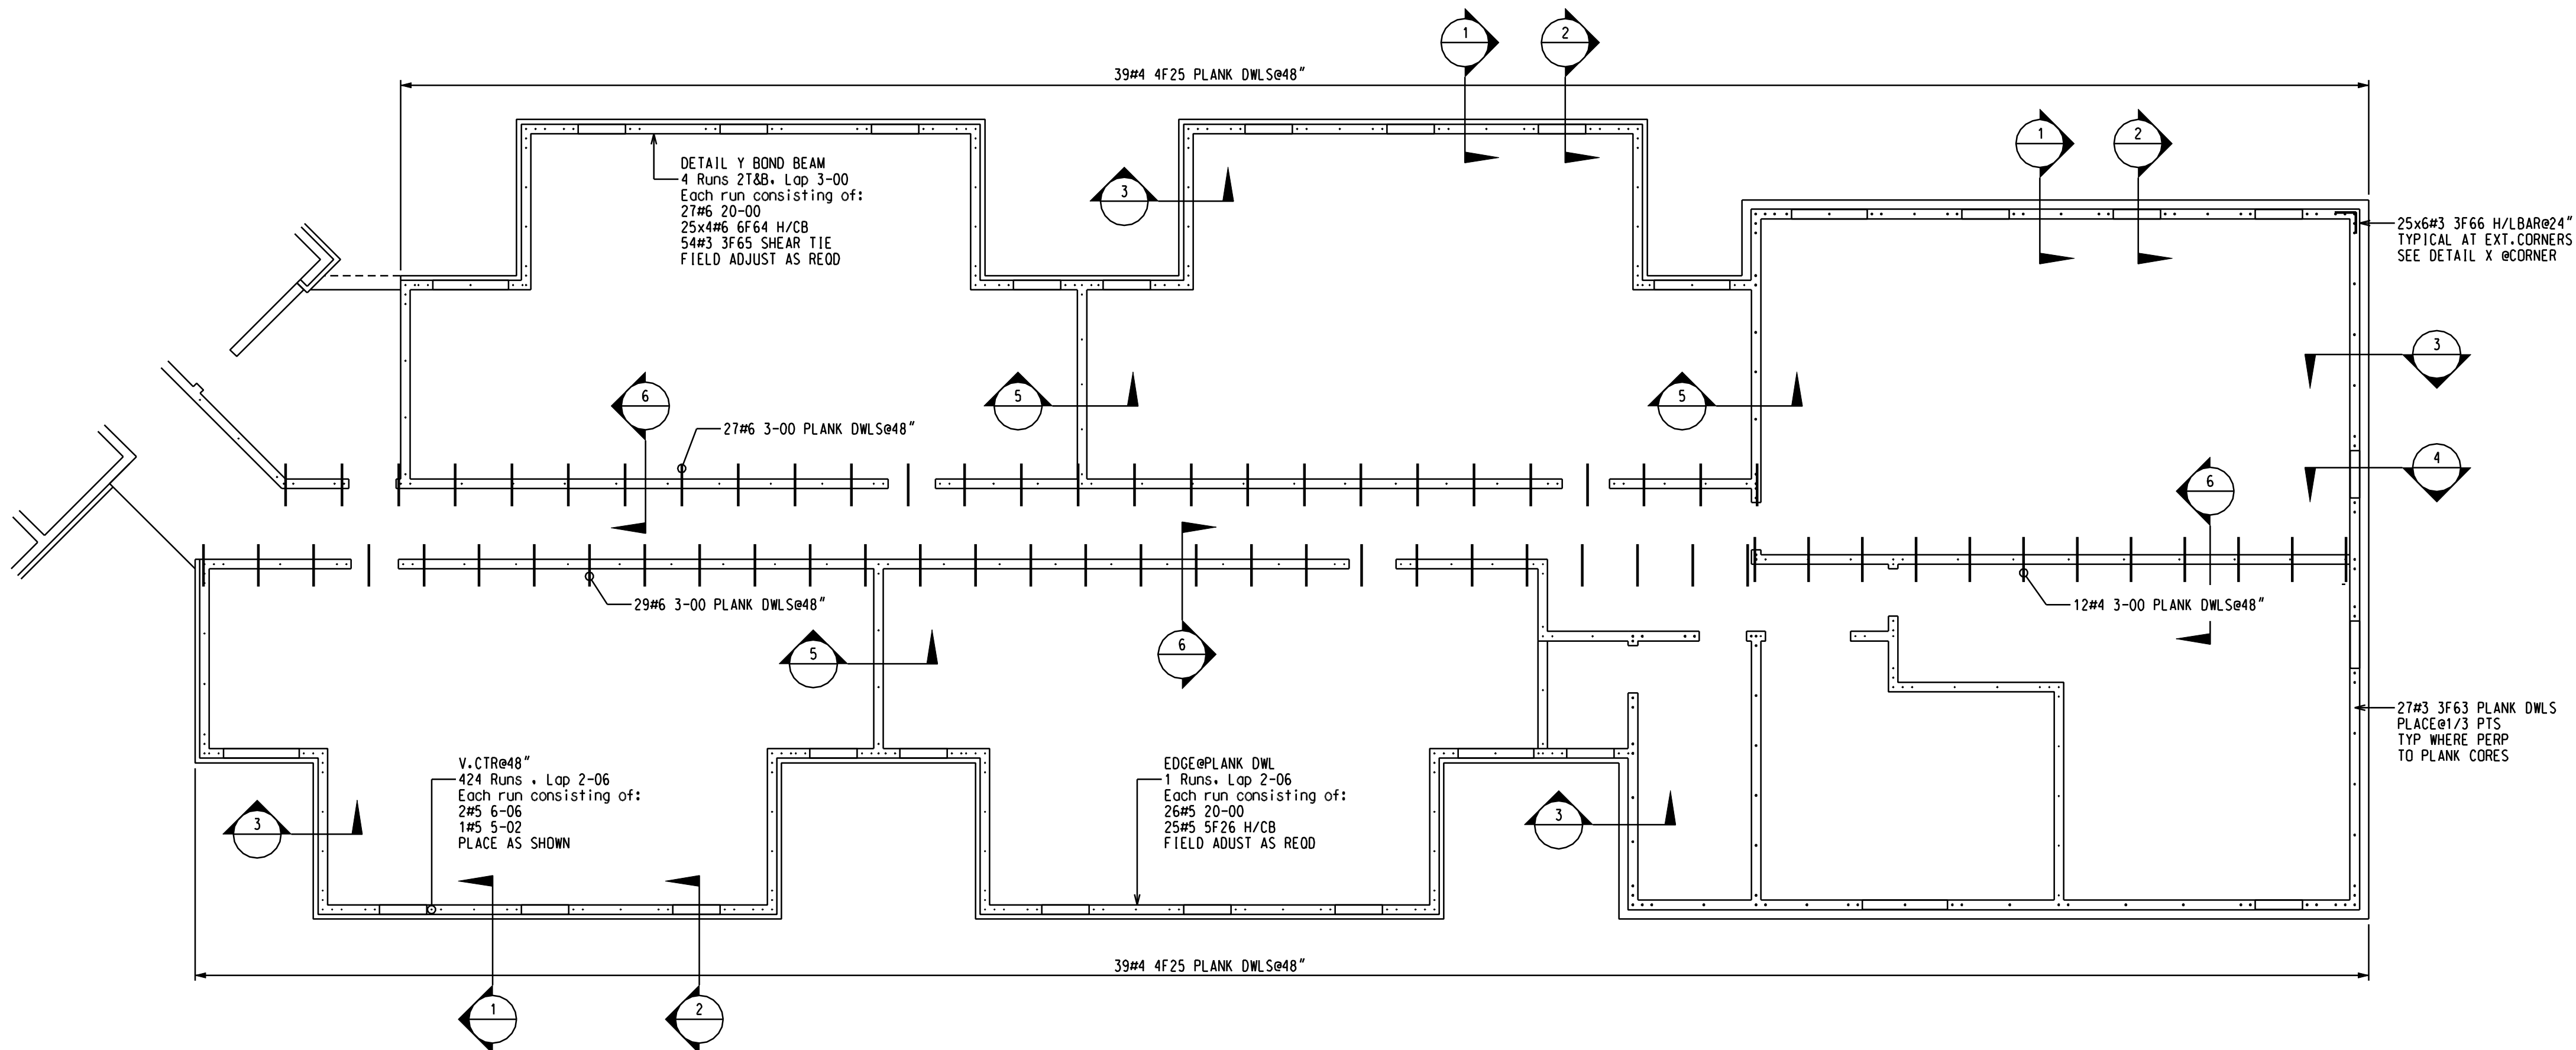 1
2
39#4 4F25 PLANK DWLS@48"
1
2
DETAIL Y BOND BEAM
4 Runs 2T&B. Lap 3-00
Each run consisting of:
27#6 20-00
25x4#6 6F64 H/CB
54#3 3F65 SHEAR TIE
FIELD ADJUST AS REQD
3
25x6#3 3F66 H/LBAR@24"
TYPICAL AT EXT.CORNERS
SEE DETAIL X @CORNER
3
6
5
5
27#6 3-00 PLANK DWLS@48"
4
6
29#6 3-00 PLANK DWLS@48"
12#4 3-00 PLANK DWLS@48"
5
6
27#3 3F63 PLANK DWLS
PLACE@1/3 PTS
TYP WHERE PERP
TO PLANK CORES
V.CTR@48"
424 Runs . Lap 2-06
Each run consisting of:
2#5 6-06
1#5 5-02
PLACE AS SHOWN
EDGE@PLANK DWL
1 Runs. Lap 2-06
Each run consisting of:
26#5 20-00
25#5 5F26 H/CB
FIELD ADUST AS REQD
3
3
39#4 4F25 PLANK DWLS@48"
1
2